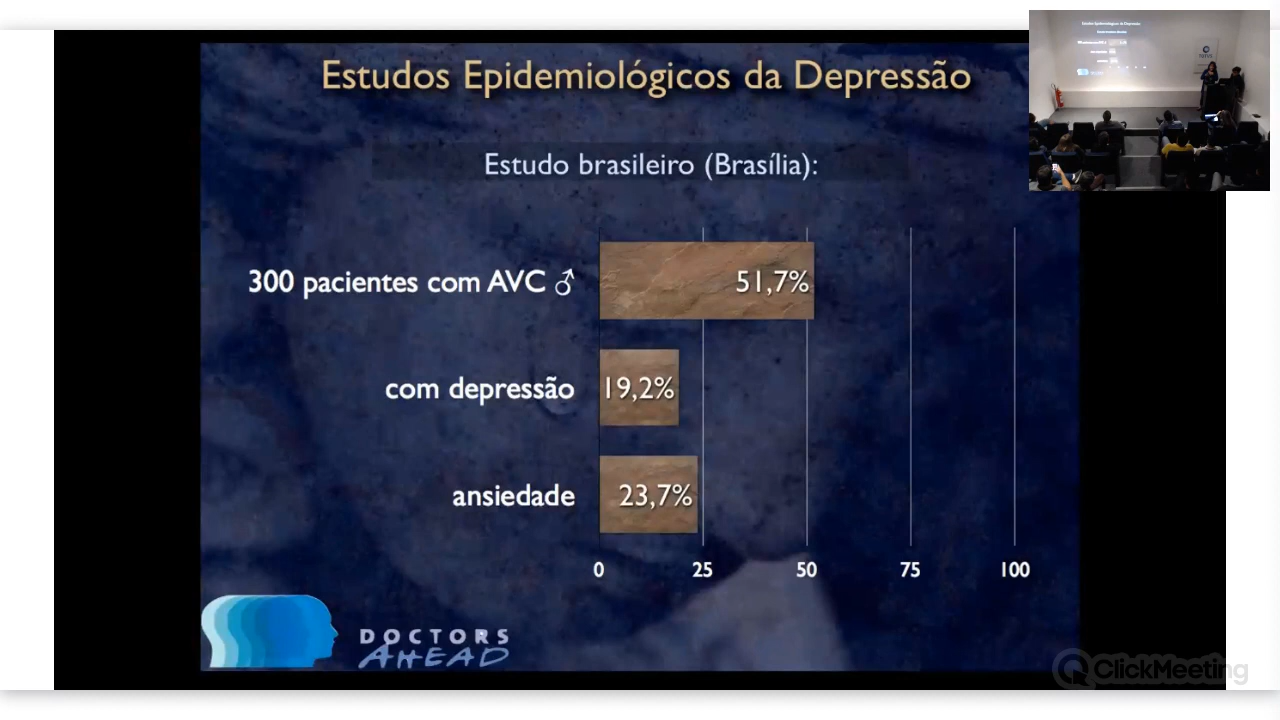 Estudos Epidemiológicos da Depressão
Estudo brasileiro (Brasília):
300 pacientes com AVC ♂
51,7%
com depressão
19,2%
ansiedade
23,7%
0 25 50 75 100
DOCTORS
AHEAD
ClickMeeting